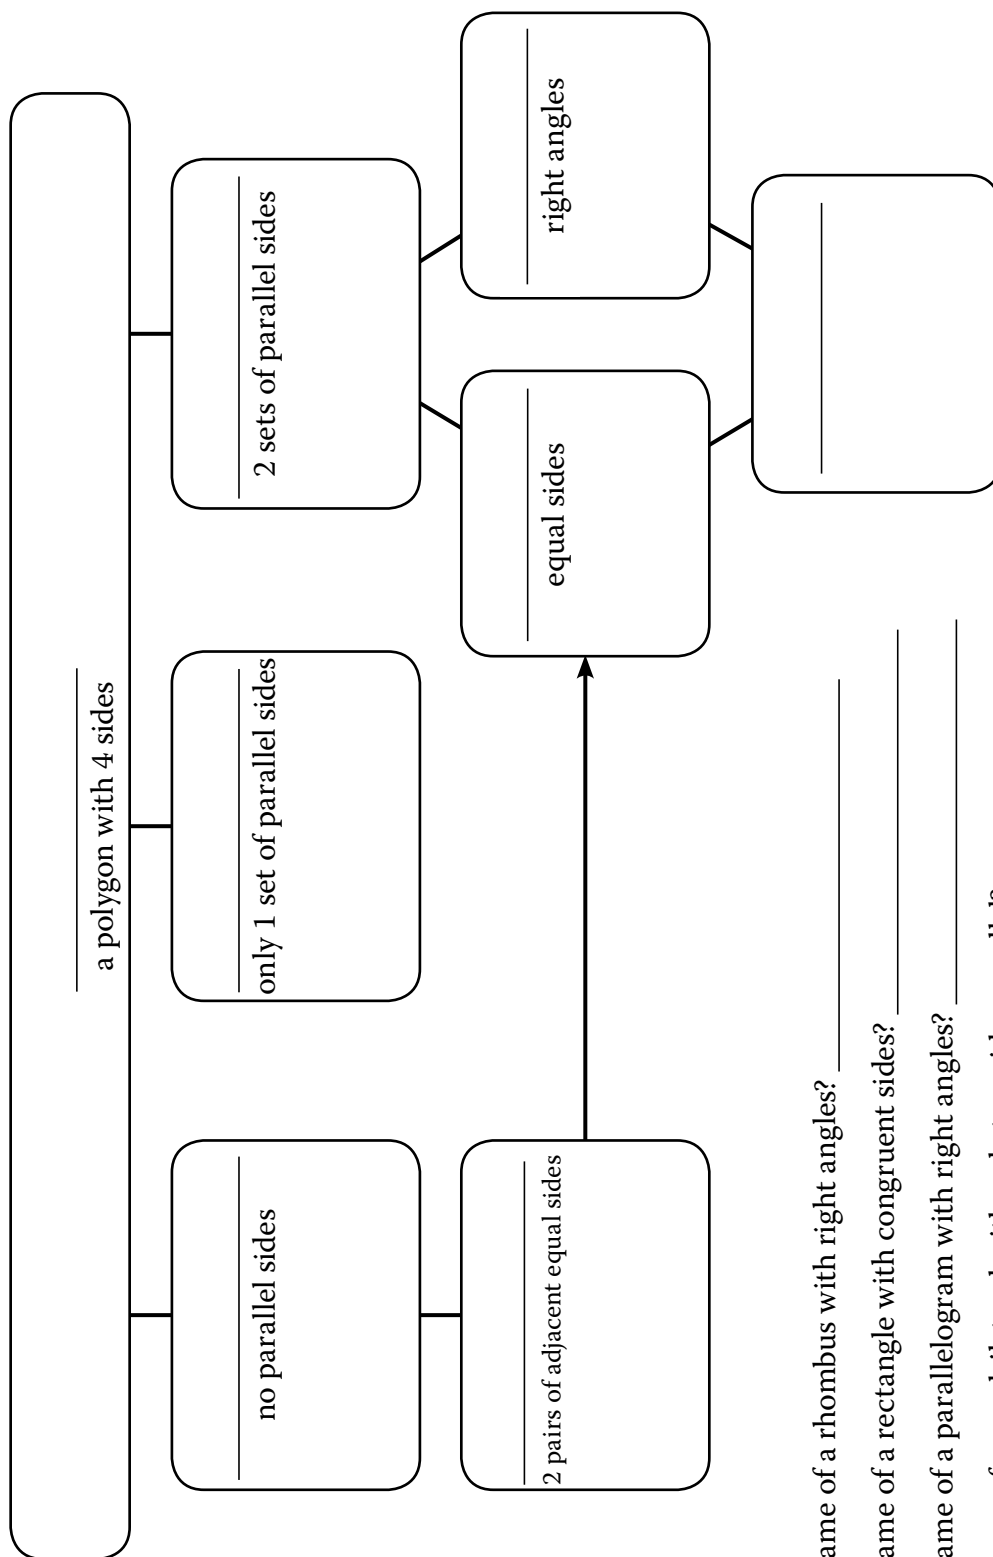 a polygon with 4 sides
no parallel sides
only 1 set of parallel sides
2 sets of parallel sides
2 pairs of adjacent equal sides
equal sides
right angles
ame of a rhombus with right angles?
ame of a rectangle with congruent sides?
ame of a parallelogram with right angles?